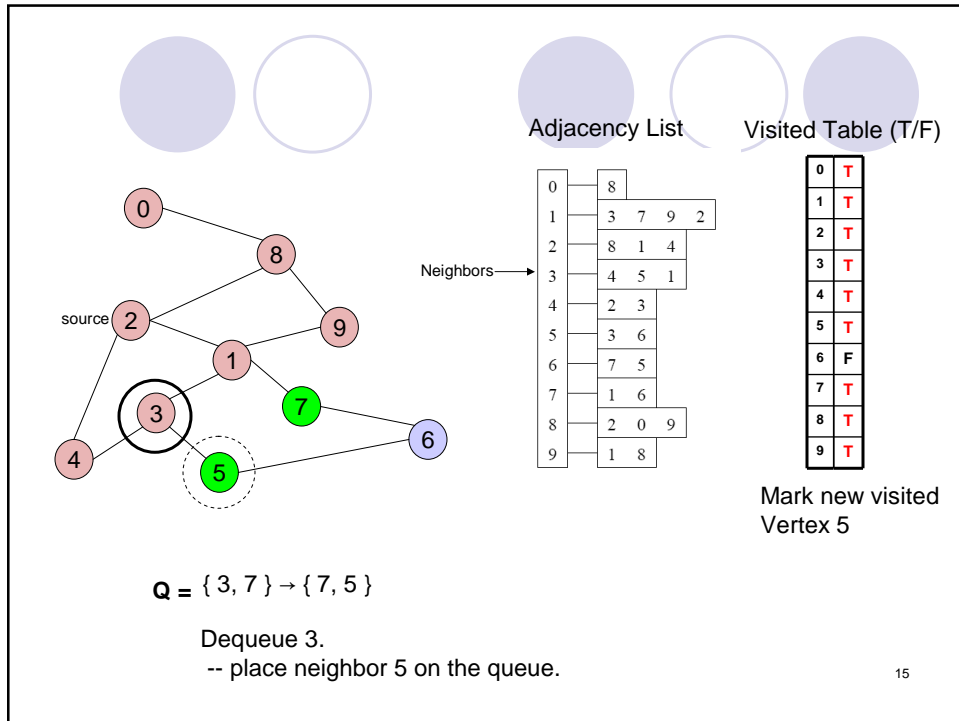 Adjacency List
Visited Table (T/F)
0
8
source
2
9
1
3
7
6
4
5
Neighbors
0 8
1 3 7 9 2
2 8 1 4
3 4 5 1
4 2 3
5 3 6
6 7 5
7 1 6
8 2 0 9
9 1 8
0 T
1 T
2 T
3 T
4 T
5 T
6 F
7 T
8 T
9 T
Mark new visited
Vertex 5
Q = { 3, 7 } → { 7, 5 }
Dequeue 3.
-- place neighbor 5 on the queue.
15